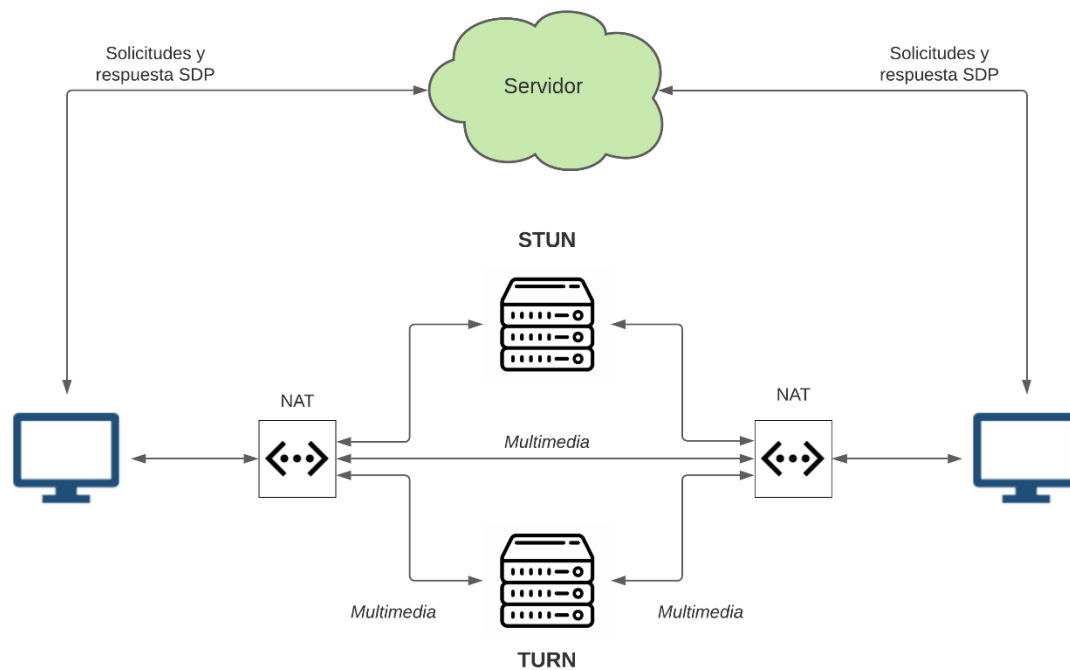 Solicitudes y
respuesta SDP
Servidor
Solicitudes y
respuesta SDP
STUN
NAT
NAT
Multimedia
Multimedia
Multimedia
TURN